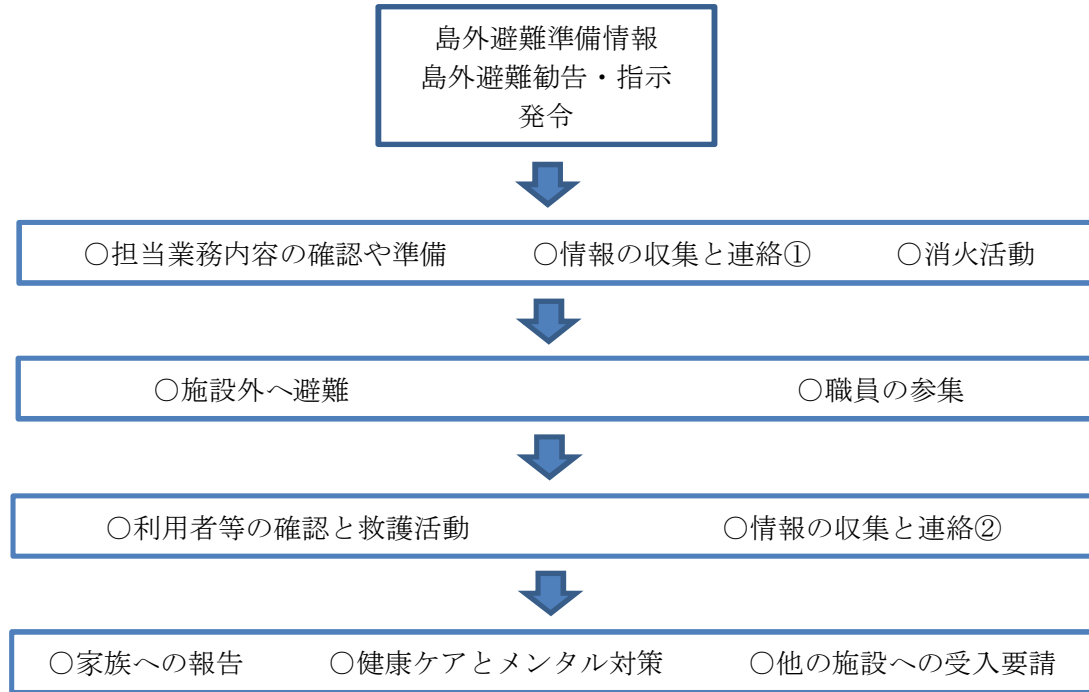 島外避難準備情報
島外避難勧告・指示
発令
○担当業務内容の確認や準備 ○情報の収集と連絡① ○消火活動
○施設外へ避難 ○職員の参集
○利用者等の確認と救護活動 ○情報の収集と連絡②
○家族への報告 ○健康ケアとメンタル対策 ○他の施設への受入要請